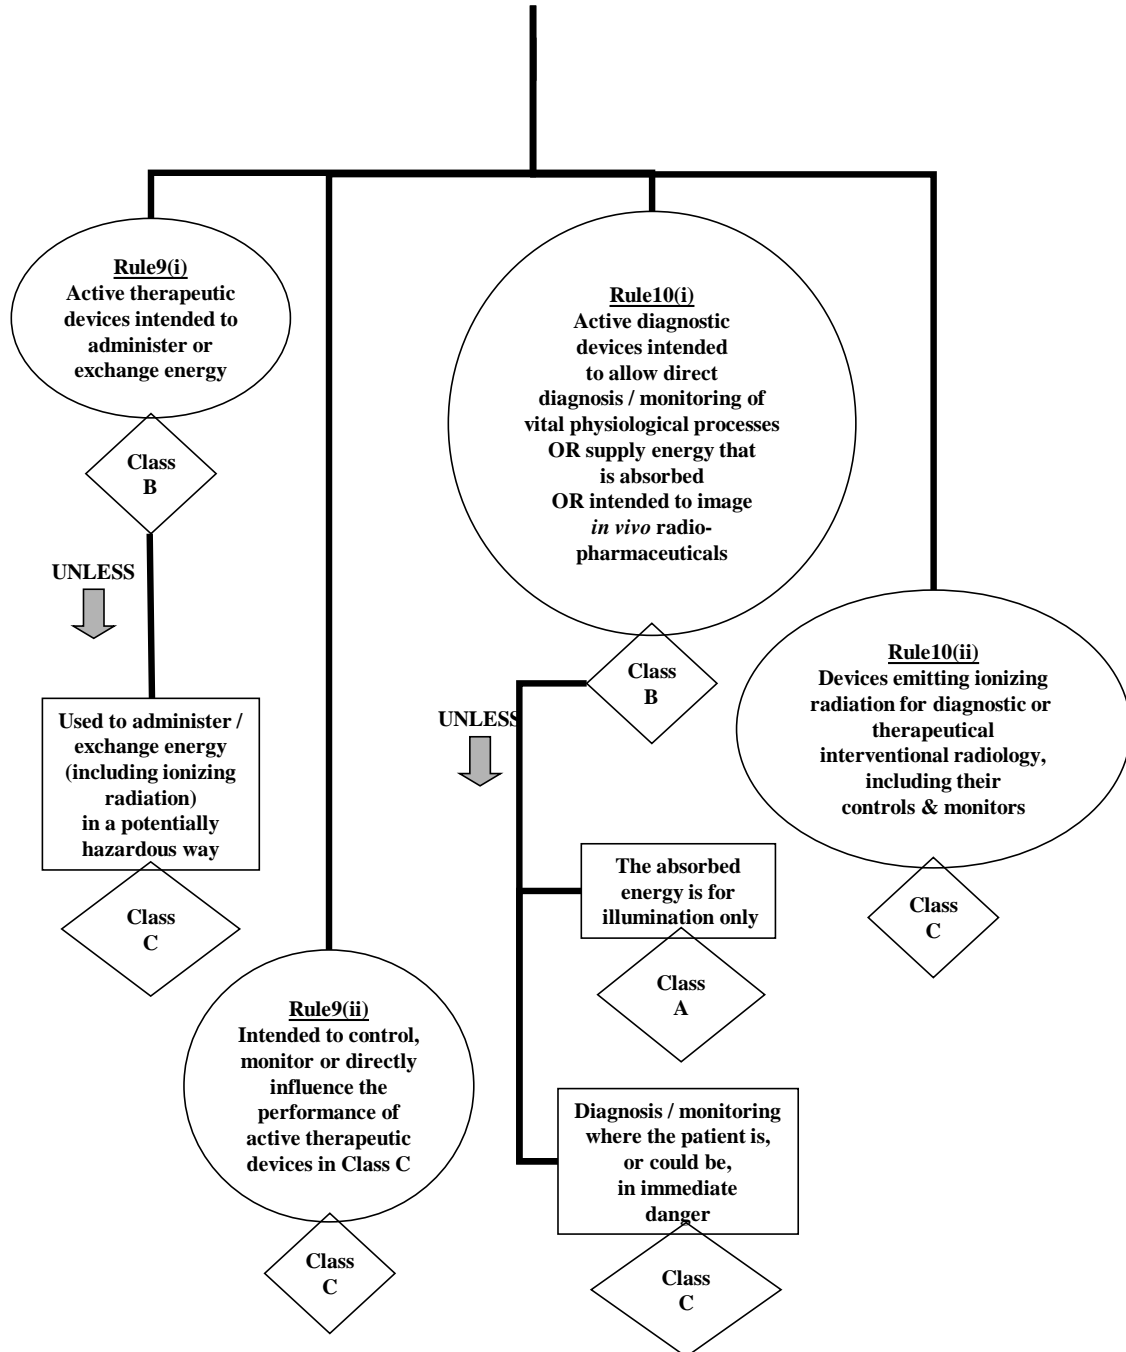 Rule9(i)
Active therapeutic
devices intended to
administer or
exchange energy
Class
B
UNLESS
Used to administer /
exchange energy
(including ionizing
radiation)
in a potentially
hazardous way
Class
C
Rule9(ii)
Intended to control,
monitor or directly
influence the
performance of
active therapeutic
devices in Class C
Class
C
Rule10(i)
Active diagnostic
devices intended
to allow direct
diagnosis / monitoring of
vital physiological processes
OR supply energy that
is absorbed
OR intended to image
in vivo radio-
pharmaceuticals
Class
B
UNLESS
The absorbed
energy is for
illumination only
Class
A
Diagnosis / monitoring
where the patient is,
or could be,
in immediate
danger
Class
C
Rule10(ii)
Devices emitting ionizing
radiation for diagnostic or
therapeutical
interventional radiology,
including their
controls & monitors
Class
C